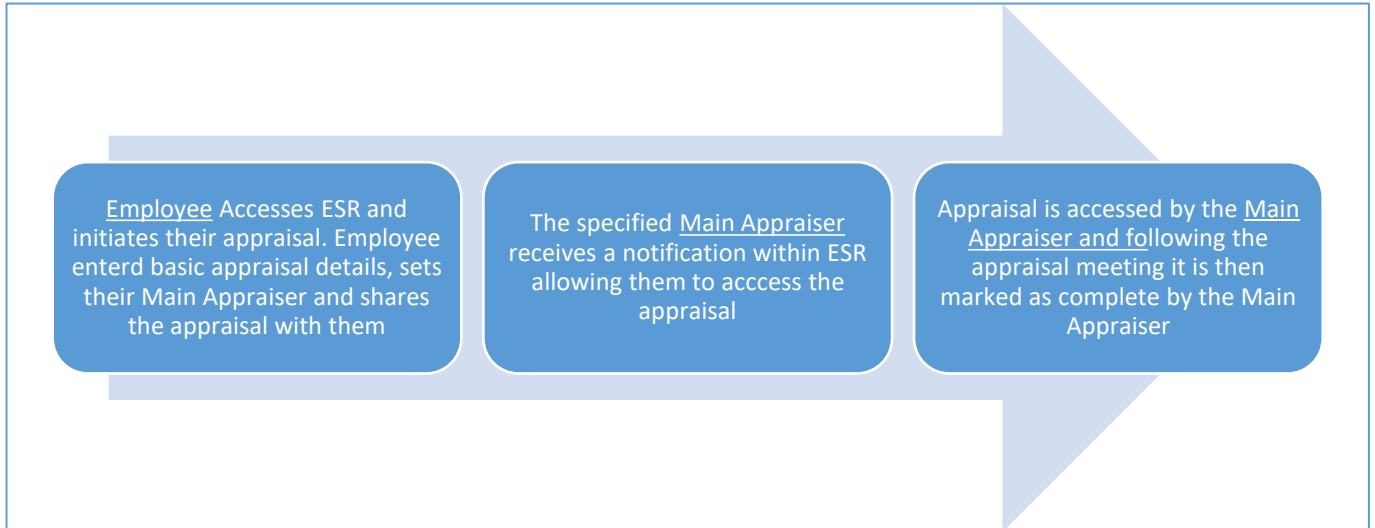 Employee Accesses ESR and
initiates their appraisal. Employee
enterd basic appraisal details, sets
their Main Appraiser and shares
the appraisal with them
The specified Main Appraiser
receives a notification within ESR
allowing them to acccess the
appraisal
Appraisal is accessed by the Main
Appraiser and following the
appraisal meeting it is then
marked as complete by the Main
Appraiser